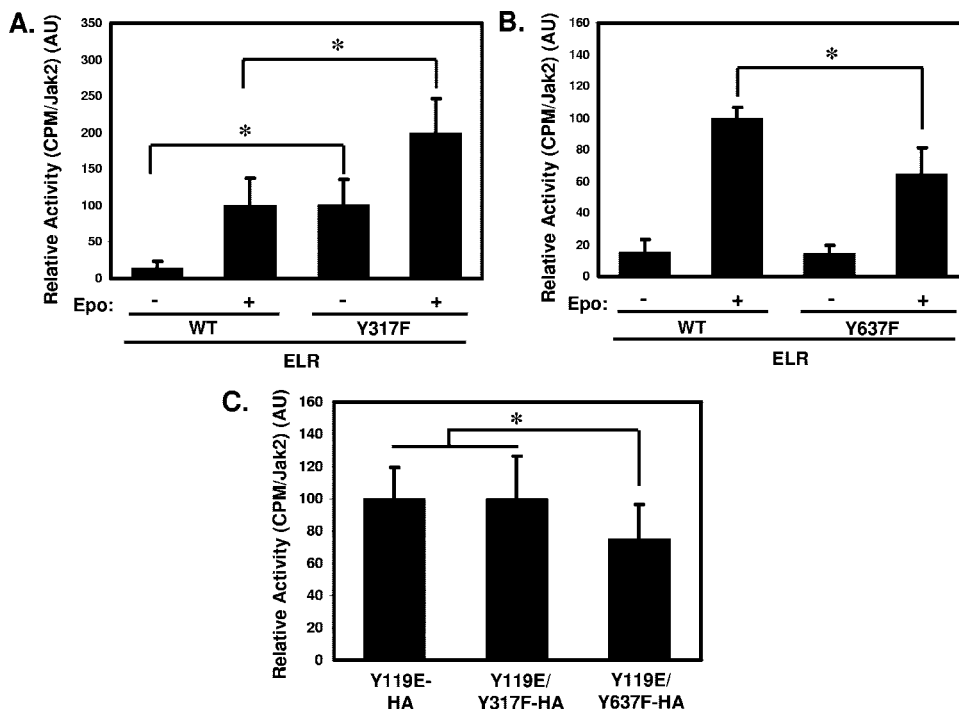 A.
Relative Activity (CPM/Jak2) (AU)
350
300
250
200
150
100
50
0
*
*
Epo: - + - +
WT Y317F
ELR
B.
Relative Activity (CPM/Jak2) (AU)
160
140
120
100
80
60
40
20
0
*
Epo: - + - +
WT Y637F
ELR
C.
Relative Activity (CPM/Jak2) (AU)
160
140
120
100
80
60
40
20
0
*
Y119E- Y119E/ Y119E/
HA Y317F-HA Y637F-HA